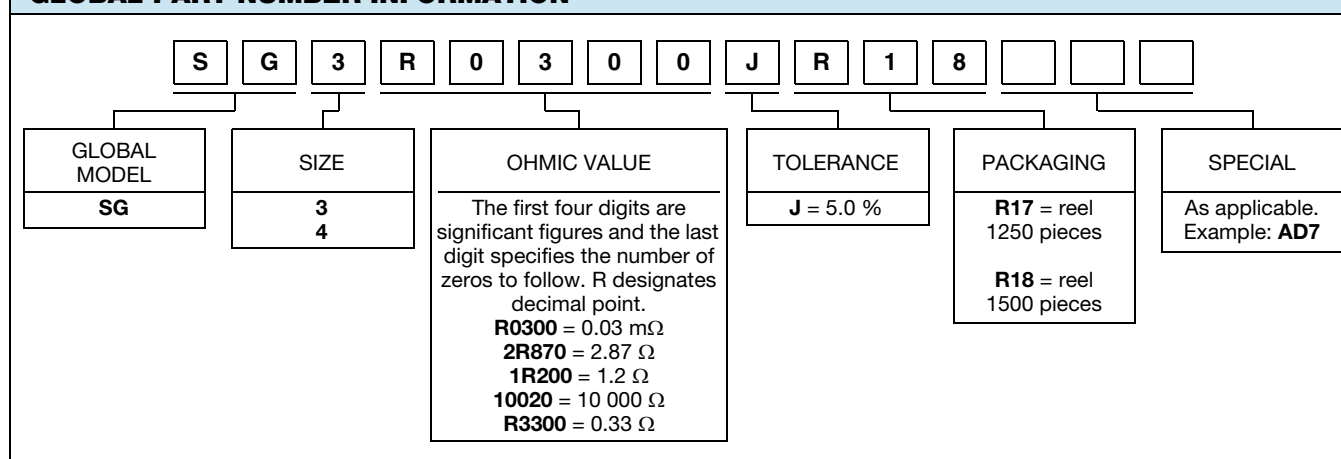 GLOBAL PART NUMBER INFORMATION
S G 3 R 0 3 0 0 J R 1 8
GLOBAL
MODEL
SG
SIZE
3
4
OHMIC VALUE
The first four digits are
significant figures and the last
digit specifies the number of
zeros to follow. R designates
decimal point.
R0300 = 0.03 mΩ
2R870 = 2.87 Ω
1R200 = 1.2 Ω
10020 = 10 000 Ω
R3300 = 0.33 Ω
TOLERANCE
J = 5.0 %
PACKAGING
R17 = reel
1250 pieces
R18 = reel
1500 pieces
SPECIAL
As applicable.
Example: AD7